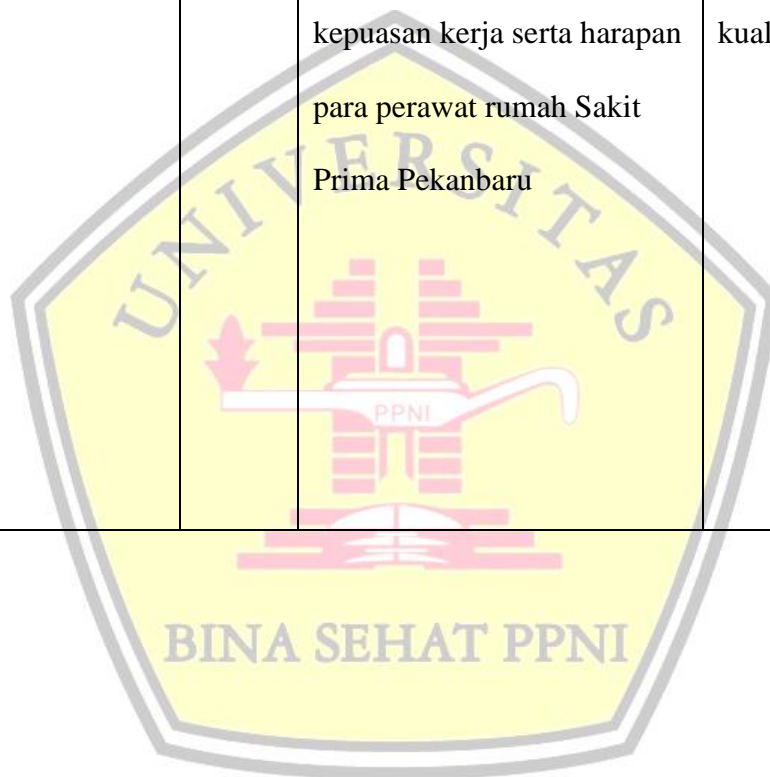 kepuasan kerja serta harapan
para perawat rumah Sakit
Prima Pekanbaru
UNIVERSITAS
PPNI
BINA SEHAT PPNI